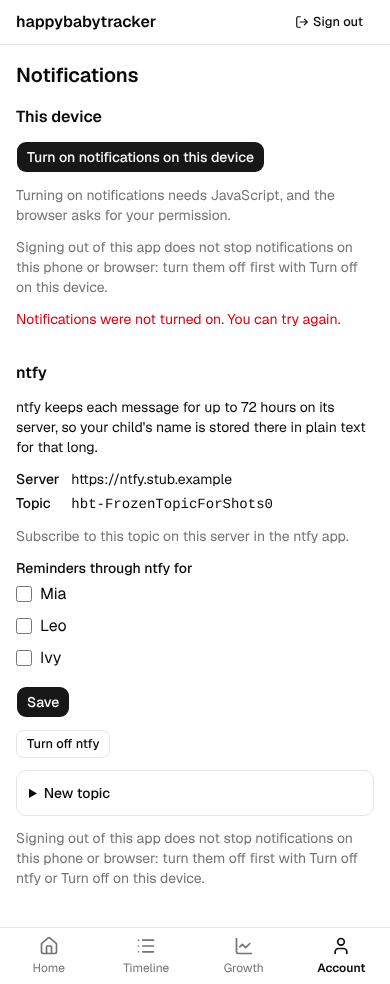 happybabytracker
Sign out
Notifications
This device
Turn on notifications on this device
Turning on notifications needs JavaScript, and the
browser asks for your permission.
Signing out of this app does not stop notifications on
this phone or browser: turn them off first with Turn off
on this device.
Notifications were not turned on. You can try again.
ntfy
ntfy keeps each message for up to 72 hours on its
server, so your child's name is stored there in plain text
for that long.
Server https://ntfy.stub.example
Topic hbt-FrozenTopicForShots0
Subscribe to this topic on this server in the ntfy app.
Reminders through ntfy for
Mia
Leo
Ivy
Save
Turn off ntfy
New topic
Signing out of this app does not stop notifications on
this phone or browser: turn them off first with Turn off
ntfy or Turn off on this device.
Home Timeline Growth Account